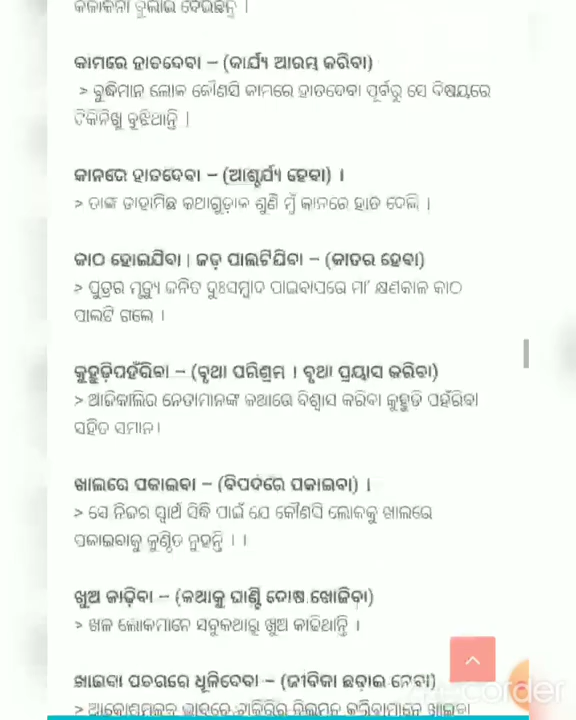 କାମରେ ହାତଦେବା – (କାର୍ଯ୍ୟ ଆରମ୍ଭ କରିବା)
> ବୁଦ୍ଧିମାନ ଲୋକ କୌଣସି କାମରେ ହାତଦେବା ପୂର୍ବରୁ ସେ ବିଷୟରେ
ଟିକିନିଖି ବୁଝିଥାନ୍ତି |
କାନରେ ହାତଦେବା – (ଆଶ୍ଚର୍ଯ୍ୟ ହେବା) ।
> ତାଙ୍କ ଡାହାମିଛ କଥାଗୁଡ଼ାକ ଶୁଣି ମୁଁ କାନରେ ହାତ ଦେଲି ।
କାଠ ହୋଇଯିବା | ଜଡ଼ ପାଲଟିଯିବା – (କାତର ହେବା)
> ପୁତ୍ରର ମୃତ୍ୟୁ ଜନିତ ଦୁଃସମ୍ବାଦ ପାଇବାପରେ ମା' କ୍ଷଣକାଳ କାଠ
ପାଲଟି ଗଲେ ।
କୁହୁଡ଼ିପହଁରିବା – (ବୃଥା ପରିଶ୍ରମ । ବୃଥା ପ୍ରୟାସ କରିବା)
> ଆଜିକାଲିର ନେତାମାନଙ୍କ କଥାରେ ବିଶ୍ୱାସ କରିବା କୁହୁଡ଼ି ପହଁରିବା
ସହିତ ସମାନ।
ଖାଲରେ ପକାଇବା – (ବିପଦରେ ପକାଇବା) ।
> ସେ ନିଜର ସ୍ୱାର୍ଥ ସିଦ୍ଧି ପାଇଁ ଯେ କୌଣସି ଲୋକକୁ ଖାଲରେ
ପକାଇବାକୁ କୁଣ୍ଠିତ ନୁହନ୍ତି । ।
ଖୁଅ କାଢ଼ିବା – (କଥାକୁ ଘାଣ୍ଟି ଦୋଷ ଖୋଜିବା)
> ଖଳ ଲୋକମାନେ ସବୁକଥାରୁ ଖୁଅ କାଢିଥାନ୍ତି ।
ଖାଇବା ପତରରେ ଧୂଳିଦେବା – (ଜୀବିକା ଛଡ଼ାଇ ନେବା)